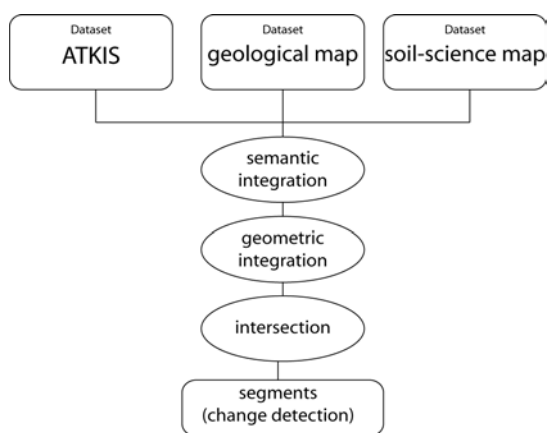 Dataset
ATKIS
Dataset
geological map
Dataset
soil-science map
semantic
integration
geometric
integration
intersection
segments
(change detection)